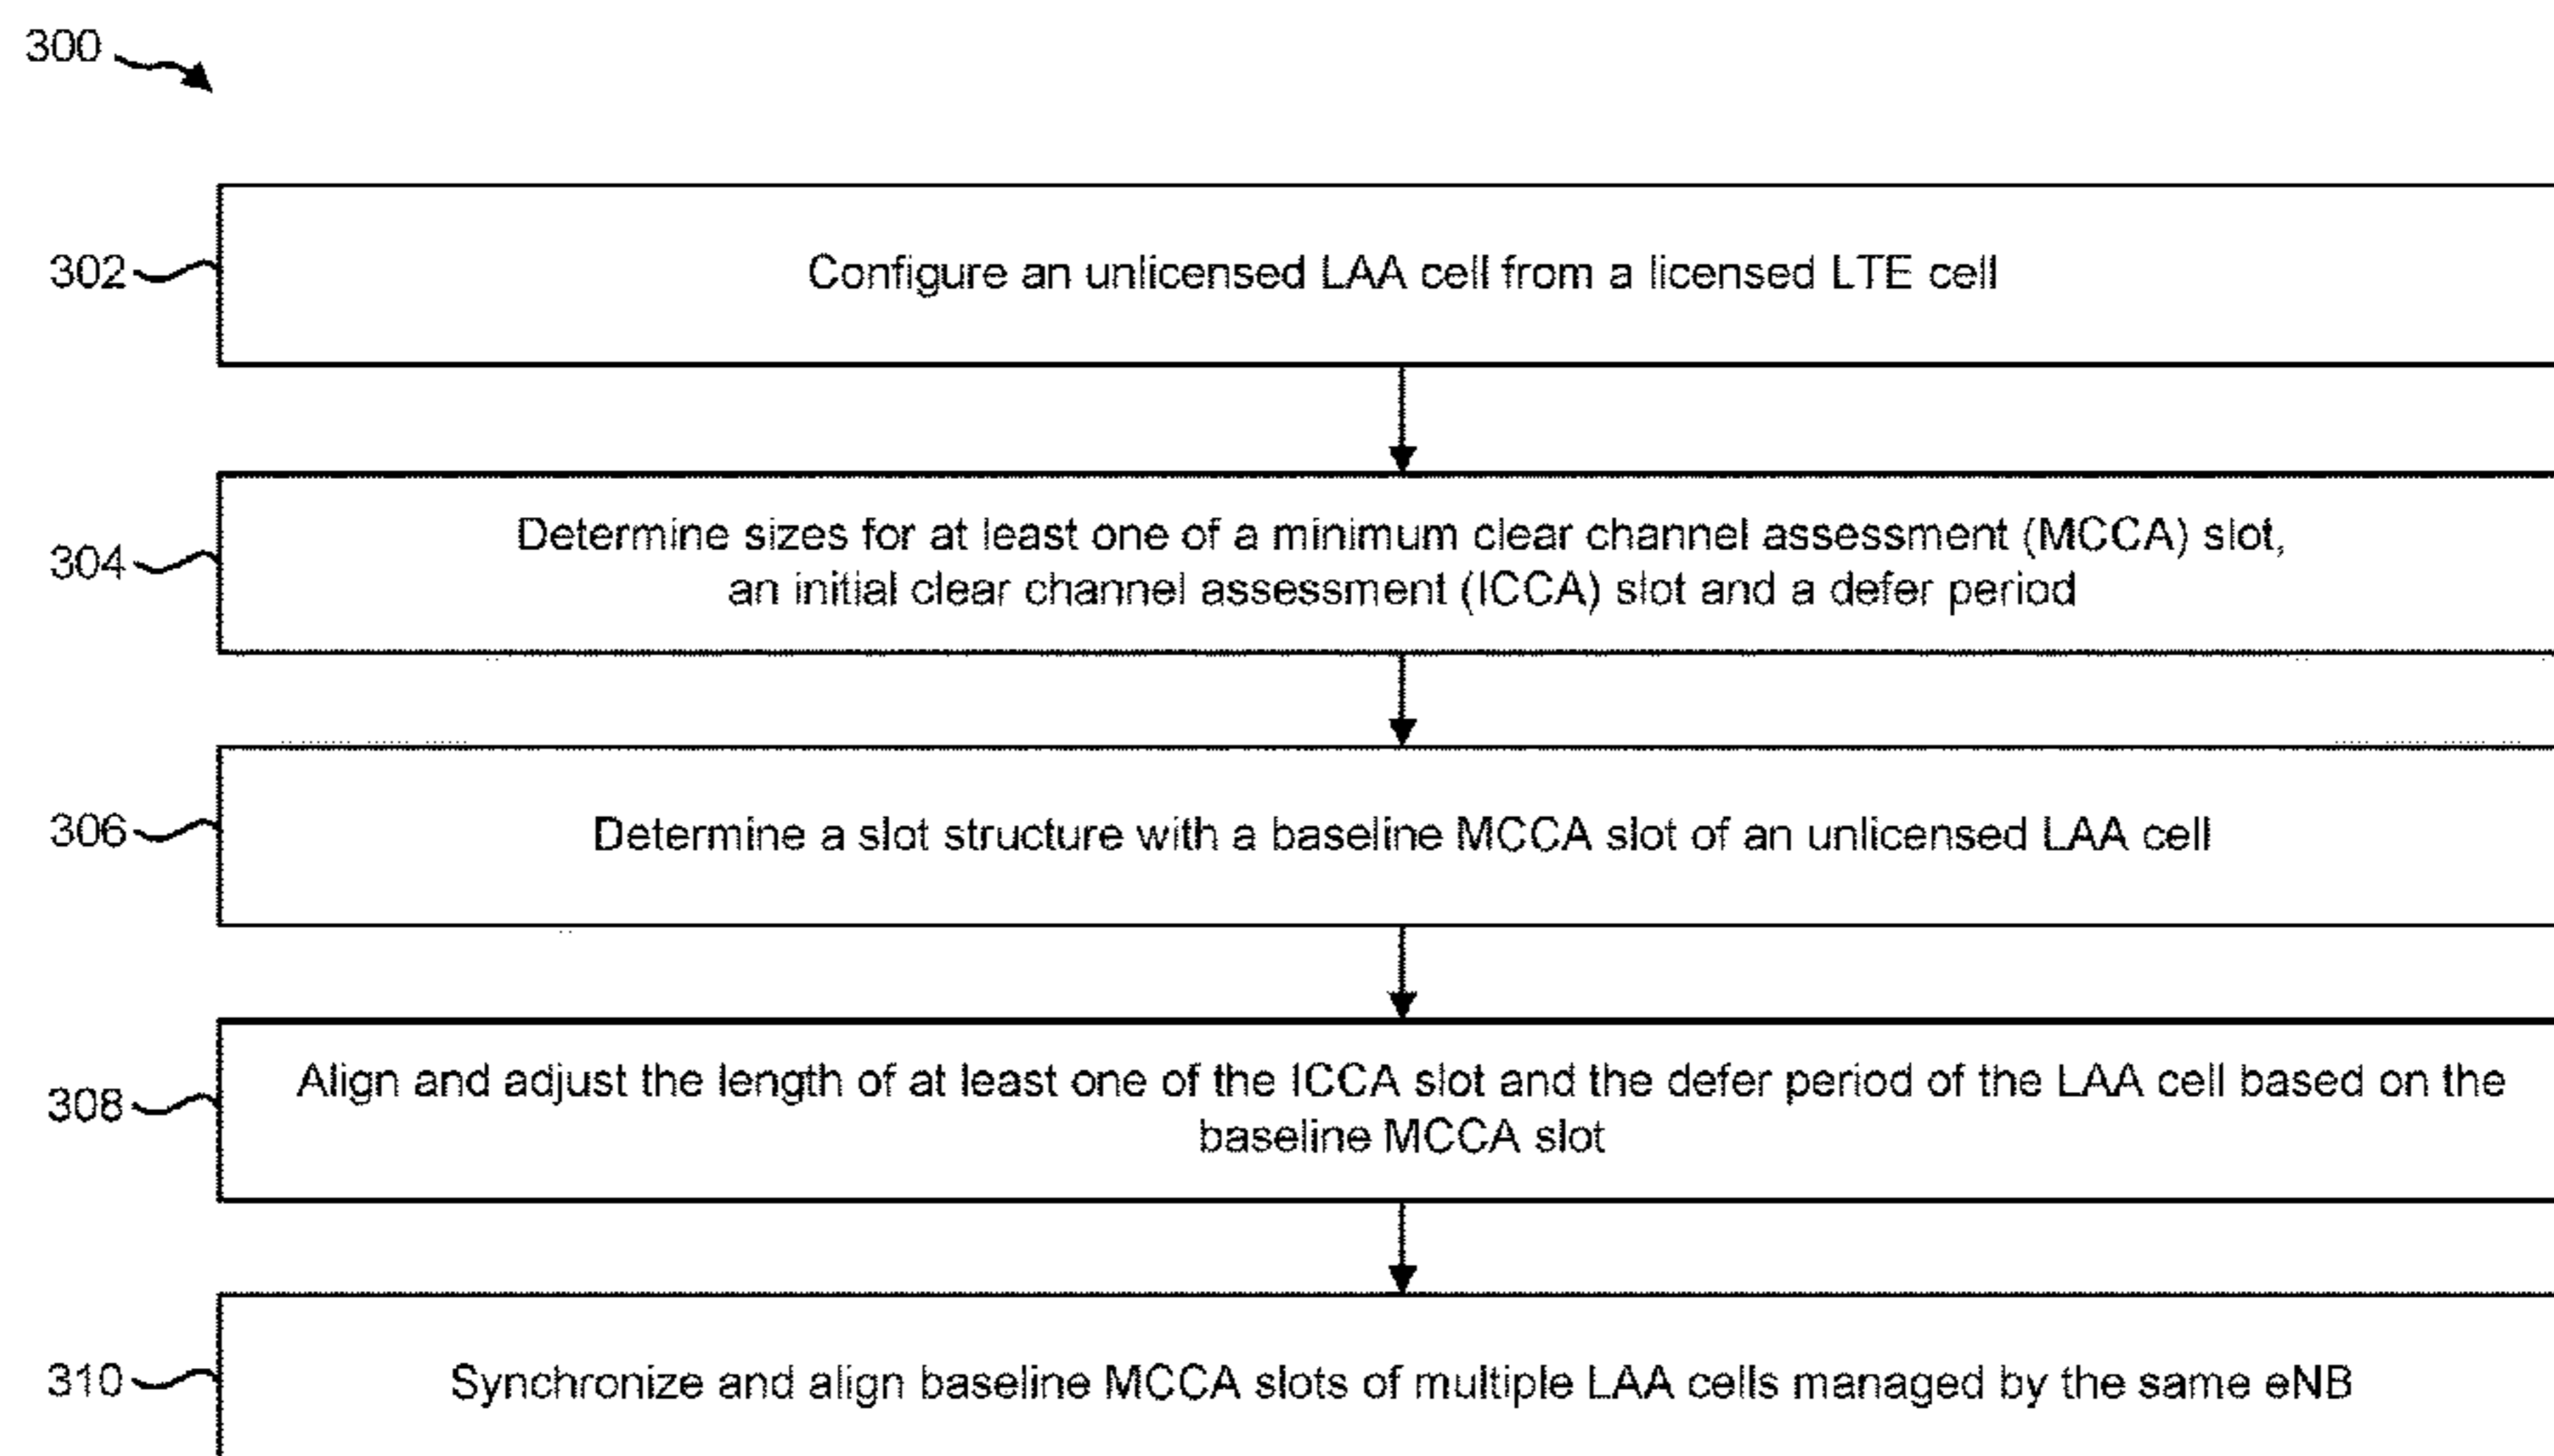 300
302
Configure an unlicensed LAA cell from a licensed LTE cell
304
Determine sizes for at least one of a minimum clear channel assessment (MCCA) slot,
an initial clear channel assessment (ICCA) slot and a defer period
306
Determine a slot structure with a baseline MCCA slot of an unlicensed LAA cell
308
Align and adjust the length of at least one of the ICCA slot and the defer period of the LAA cell based on the
baseline MCCA slot
310
Synchronize and align baseline MCCA slots of multiple LAA cells managed by the same eNB